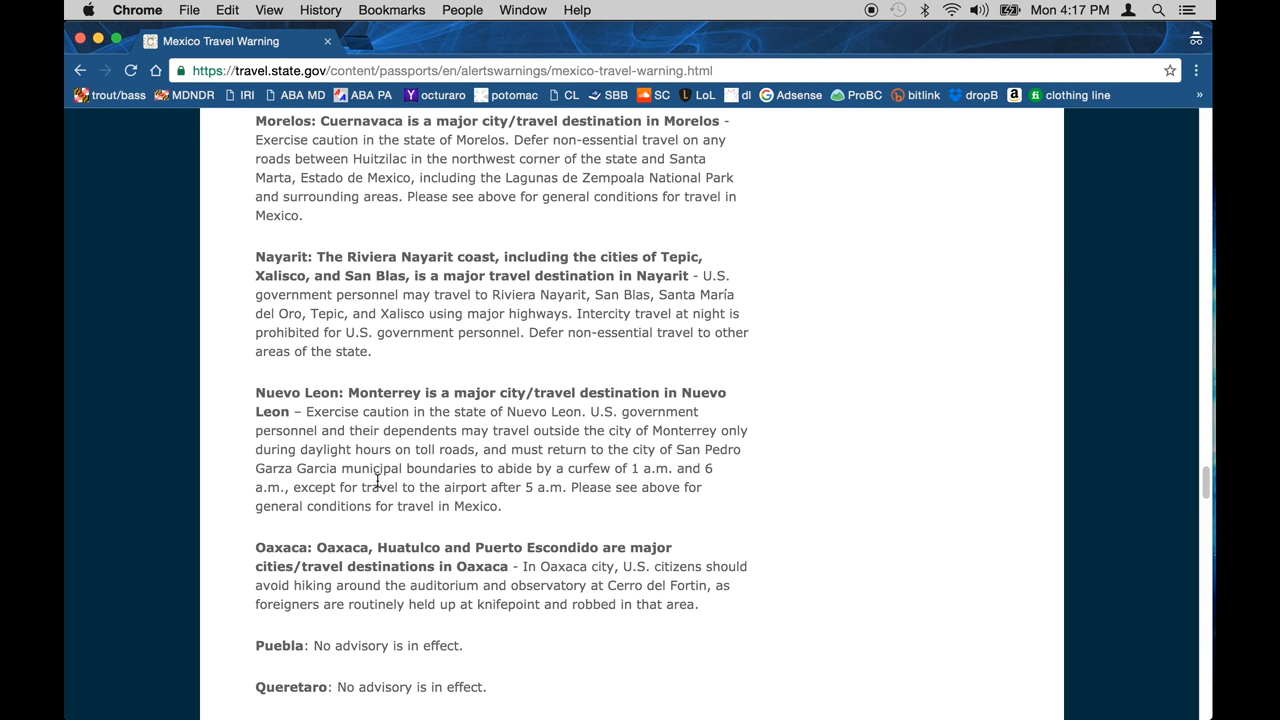 Chrome File Edit View History Bookmarks People Window Help Mon 4:17 PM
Mexico Travel Warning
https://travel.state.gov/content/passports/en/alertswarnings/mexico-travel-warning.html
trout/bass MDNDR IRI ABA MD ABA PA octuraro potomac CL SBB SC LoL dl Adsense ProBC bitlink dropB clothing line
Morelos: Cuernavaca is a major city/travel destination in Morelos -
Exercise caution in the state of Morelos. Defer non-essential travel on any
roads between Huitzilac in the northwest corner of the state and Santa
Marta, Estado de Mexico, including the Lagunas de Zempoala National Park
and surrounding areas. Please see above for general conditions for travel in
Mexico.
Nayarit: The Riviera Nayarit coast, including the cities of Tepic,
Xalisco, and San Blas, is a major travel destination in Nayarit - U.S.
government personnel may travel to Riviera Nayarit, San Blas, Santa María
del Oro, Tepic, and Xalisco using major highways. Intercity travel at night is
prohibited for U.S. government personnel. Defer non-essential travel to other
areas of the state.
Nuevo Leon: Monterrey is a major city/travel destination in Nuevo
Leon – Exercise caution in the state of Nuevo Leon. U.S. government
personnel and their dependents may travel outside the city of Monterrey only
during daylight hours on toll roads, and must return to the city of San Pedro
Garza Garcia municipal boundaries to abide by a curfew of 1 a.m. and 6
a.m., except for travel to the airport after 5 a.m. Please see above for
general conditions for travel in Mexico.
Oaxaca: Oaxaca, Huatulco and Puerto Escondido are major
cities/travel destinations in Oaxaca - In Oaxaca city, U.S. citizens should
avoid hiking around the auditorium and observatory at Cerro del Fortin, as
foreigners are routinely held up at knifepoint and robbed in that area.
Puebla: No advisory is in effect.
Queretaro: No advisory is in effect.